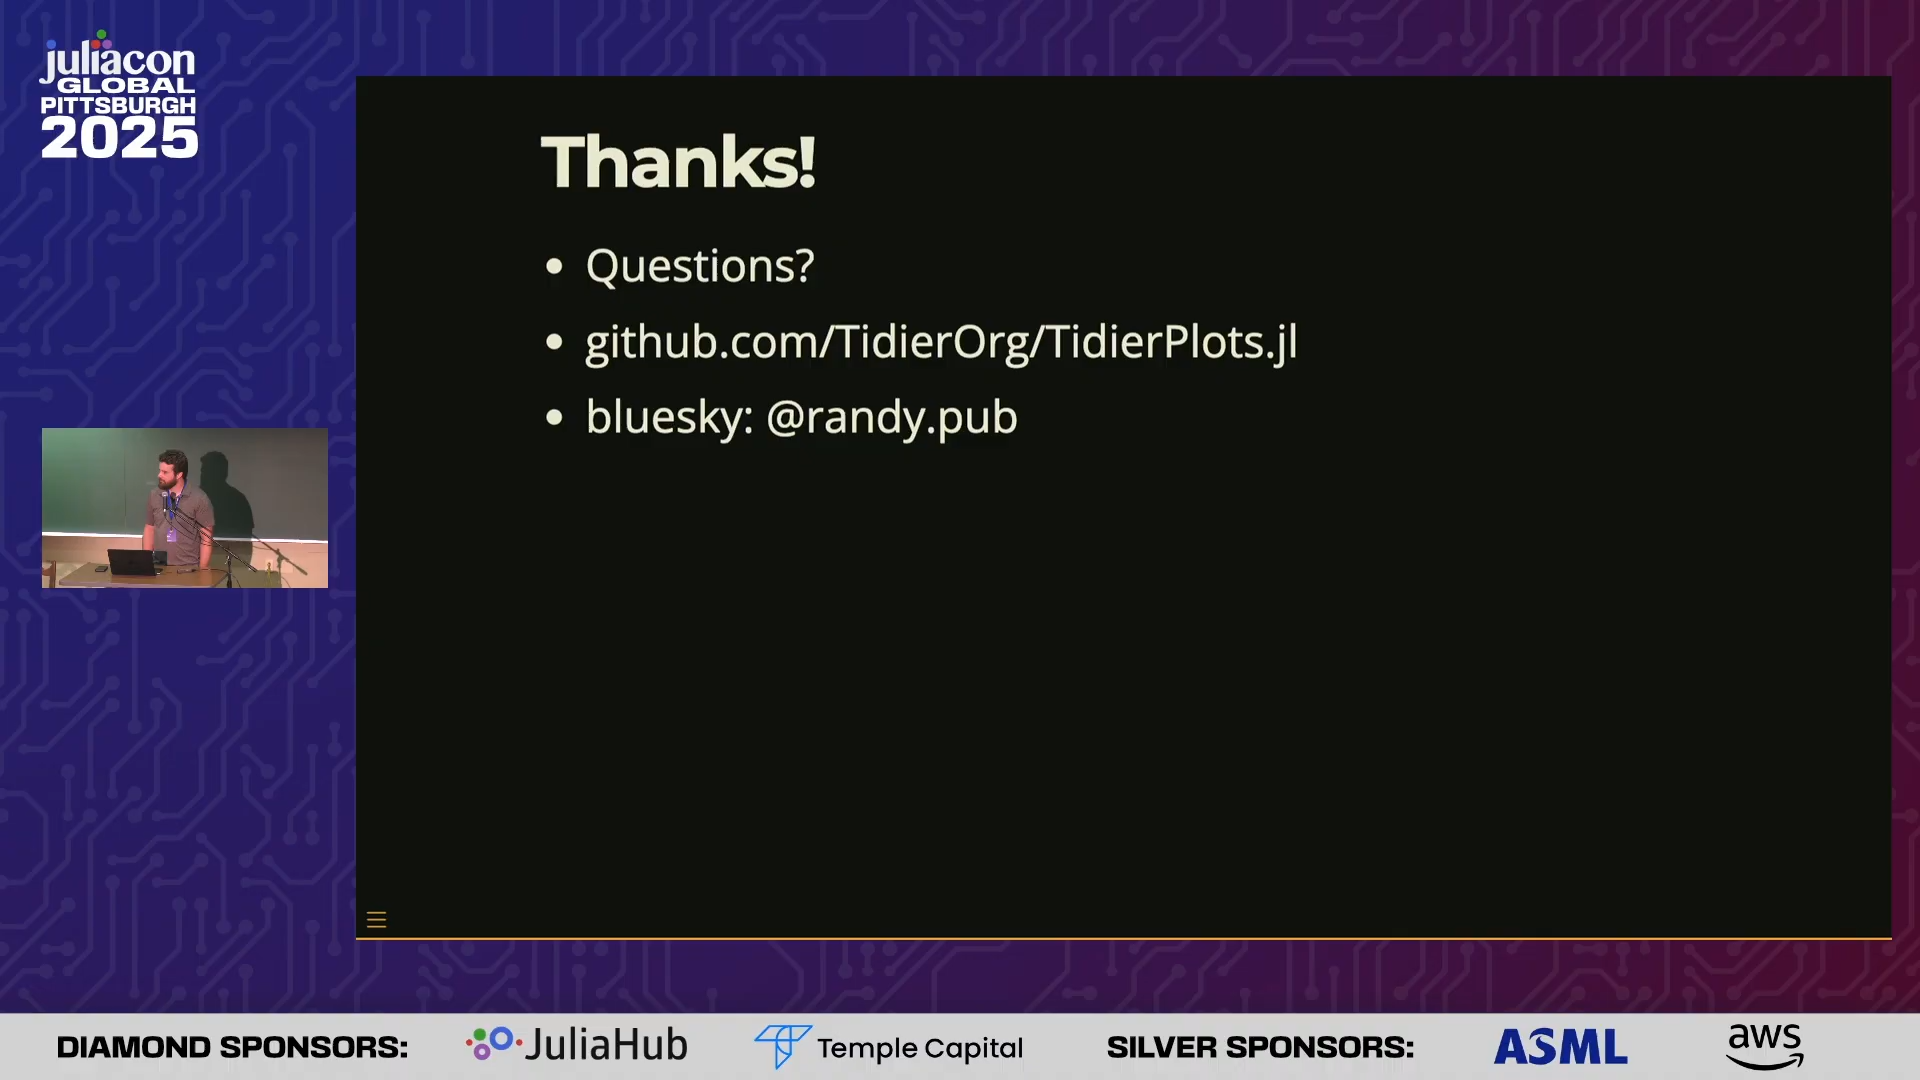 juliacon
GLOBAL
PITTSBURGH
2025
Thanks!
• Questions?
• github.com/TidierOrg/TidierPlots.jl
• bluesky: @randy.pub
DIAMOND SPONSORS: JuliaHub Temple Capital SILVER SPONSORS: ASML aws